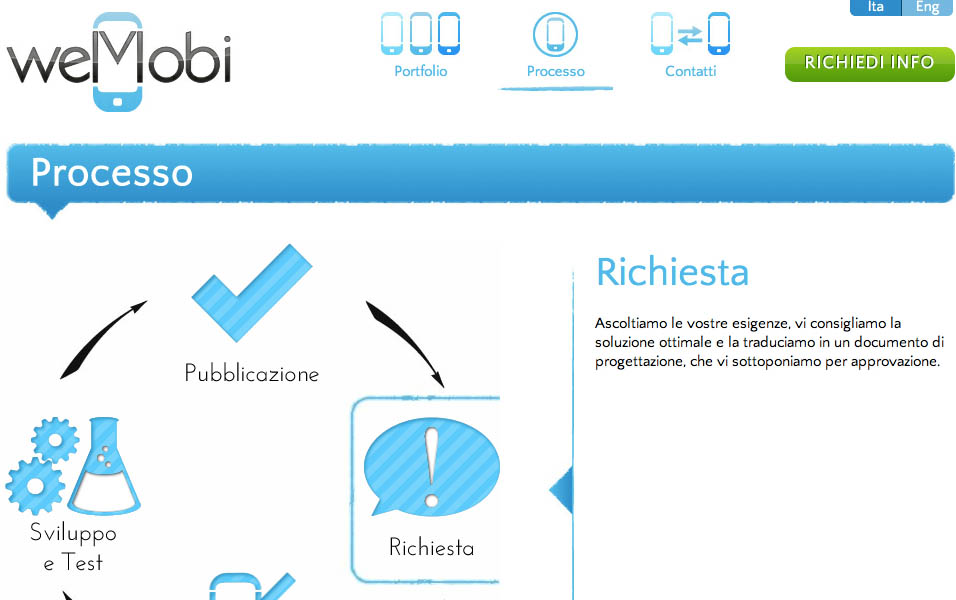 Ita Eng
weMobi
Portfolio Processo Contatti
RICHIEDI INFO
Processo
Richiesta
Ascoltiamo le vostre esigenze, vi consigliamo la
soluzione ottimale e la traduciamo in un documento di
progettazione, che vi sottoponiamo per approvazione.
Pubblicazione
Richiesta
Sviluppo
e Test